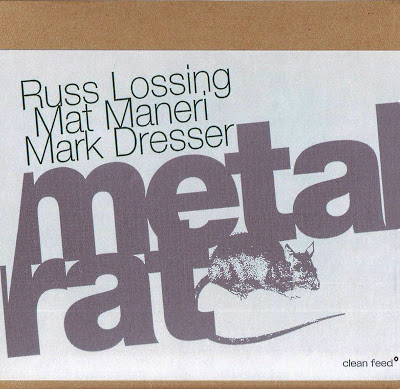 Russ Lossing
Mat Maneri
Mark Dresser
metal
rat
clean feed°